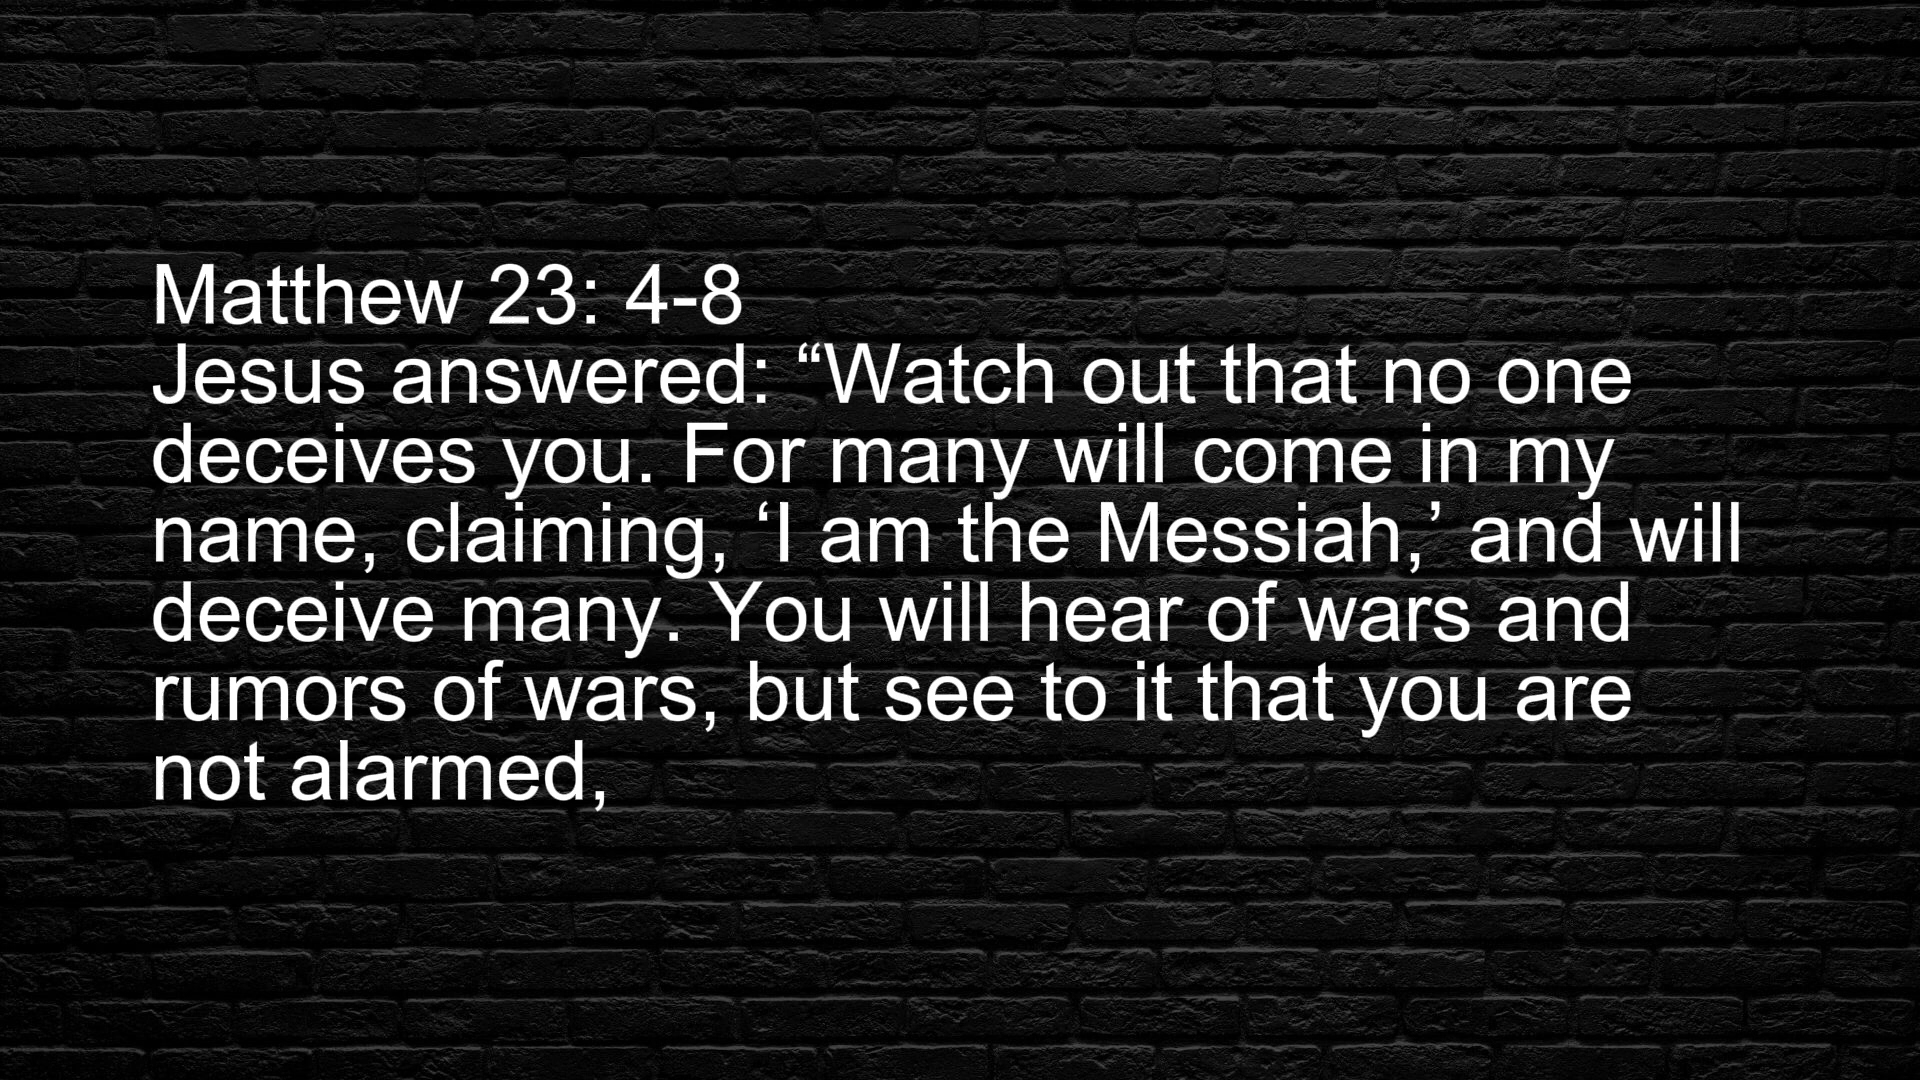 Matthew 23: 4-8
Jesus answered: “Watch out that no one
deceives you. For many will come in my
name, claiming, ‘I am the Messiah,’ and will
deceive many. You will hear of wars and
rumors of wars, but see to it that you are
not alarmed,